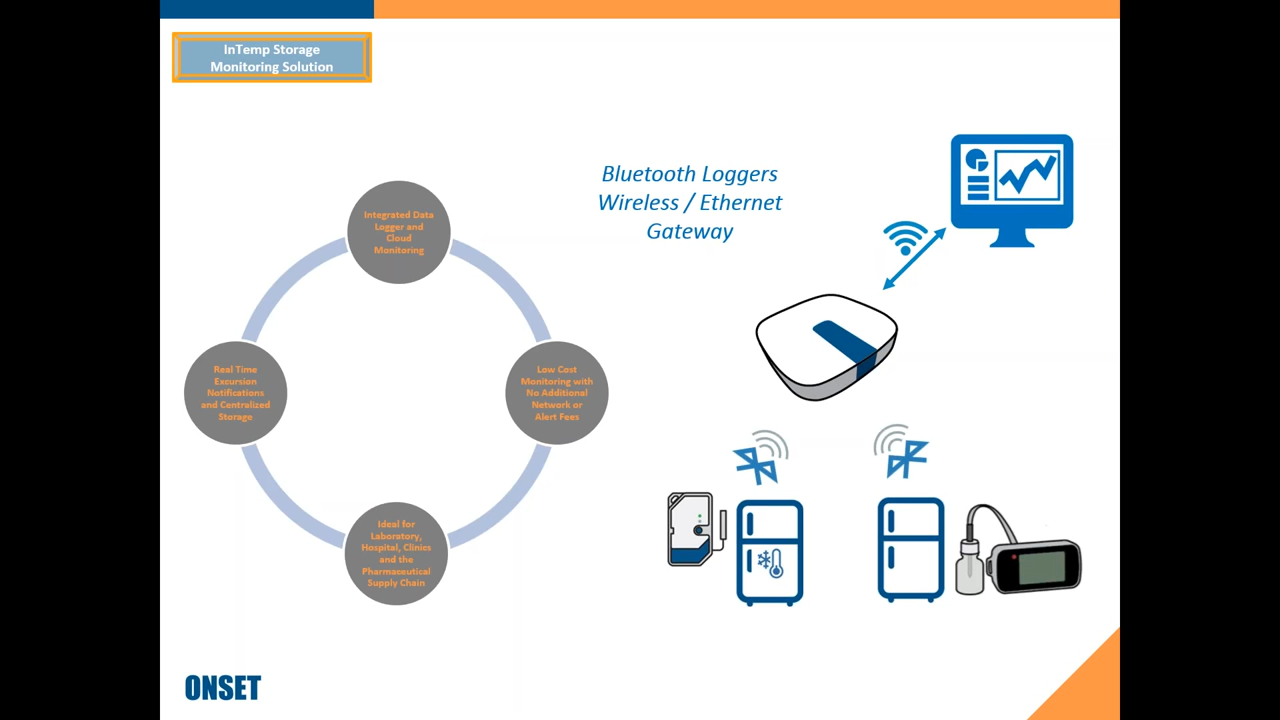 InTemp Storage
Monitoring Solution
Bluetooth Loggers
Wireless / Ethernet
Gateway
Integrated Data
Logger and
Cloud
Monitoring
Real Time
Excursion
Notifications
and Centralized
Storage
Low Cost
Monitoring with
No Additional
Network or
Alert Fees
Ideal for
Laboratory,
Hospital, Clinics
and the
Pharmaceutical
Supply Chain
ONSET